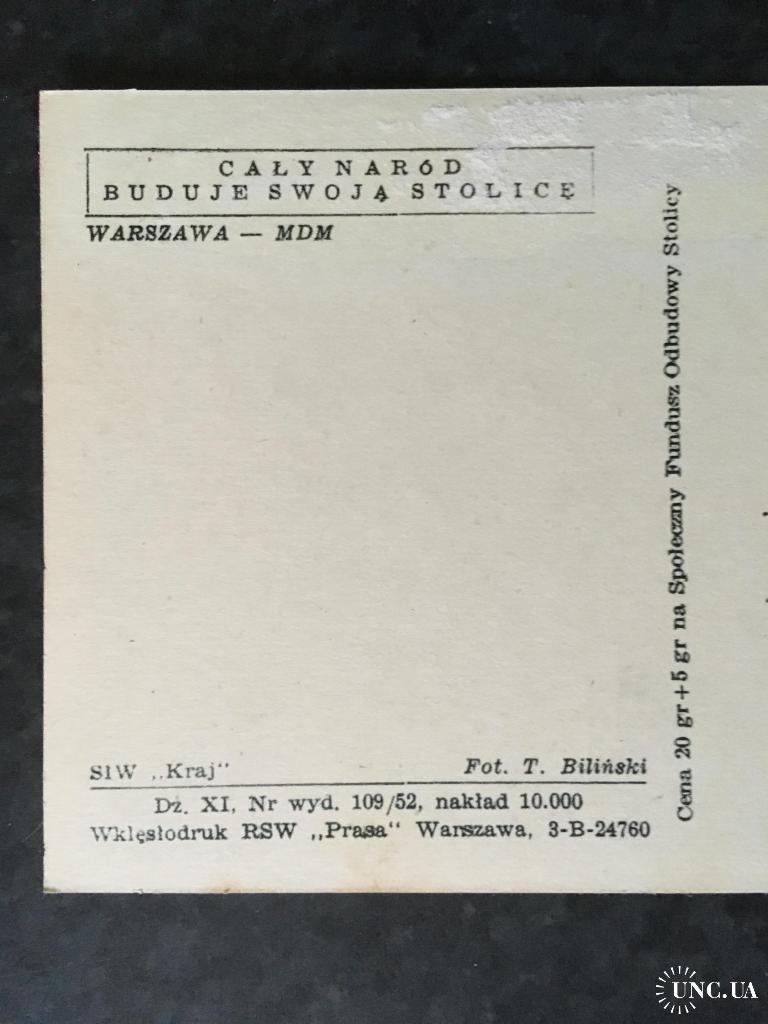 CAŁY NARÓD
BUDUJE SWOJĄ STOLICĘ
WARSZAWA — MDM
Cena 20 gr+5 gr na Społeczny Fundusz Odbudowy Stolicy
SIW „Kraj"
Fot. T. Biliński
Dz. XI, Nr wyd. 109/52, nakład 10.000
Wklęsłodruk RSW „Prasa" Warszawa, 3-B-24760
UNC.UA